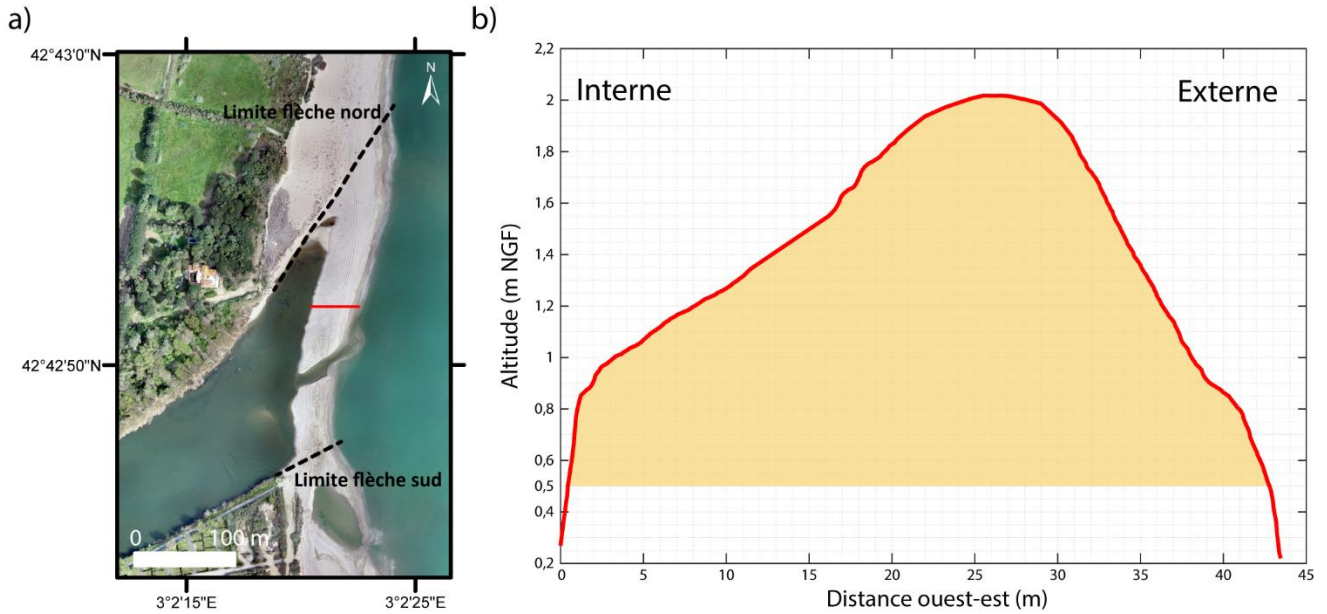 a)
42°43'0"N
42°42'50"N
3°2'15"E
3°2'25"E
N
Limite flèche nord
Limite flèche sud
0 100 m
b)
Interne
Externe
Altitude (m NGF)
2,2
2
1,8
1,6
1,4
1,2
1
0,8
0,6
0,5
0,4
0,2
0 5 10 15 20 25 30 35 40 45
Distance ouest-est (m)